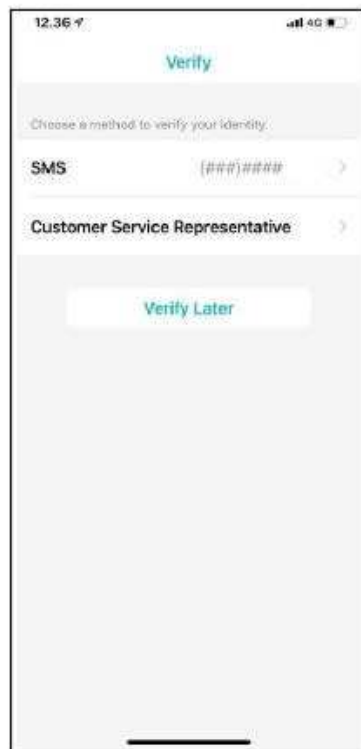 12.36
4G
Verify
Choose a method to verify your identity.
SMS (###)####
Customer Service Representative
Verify Later